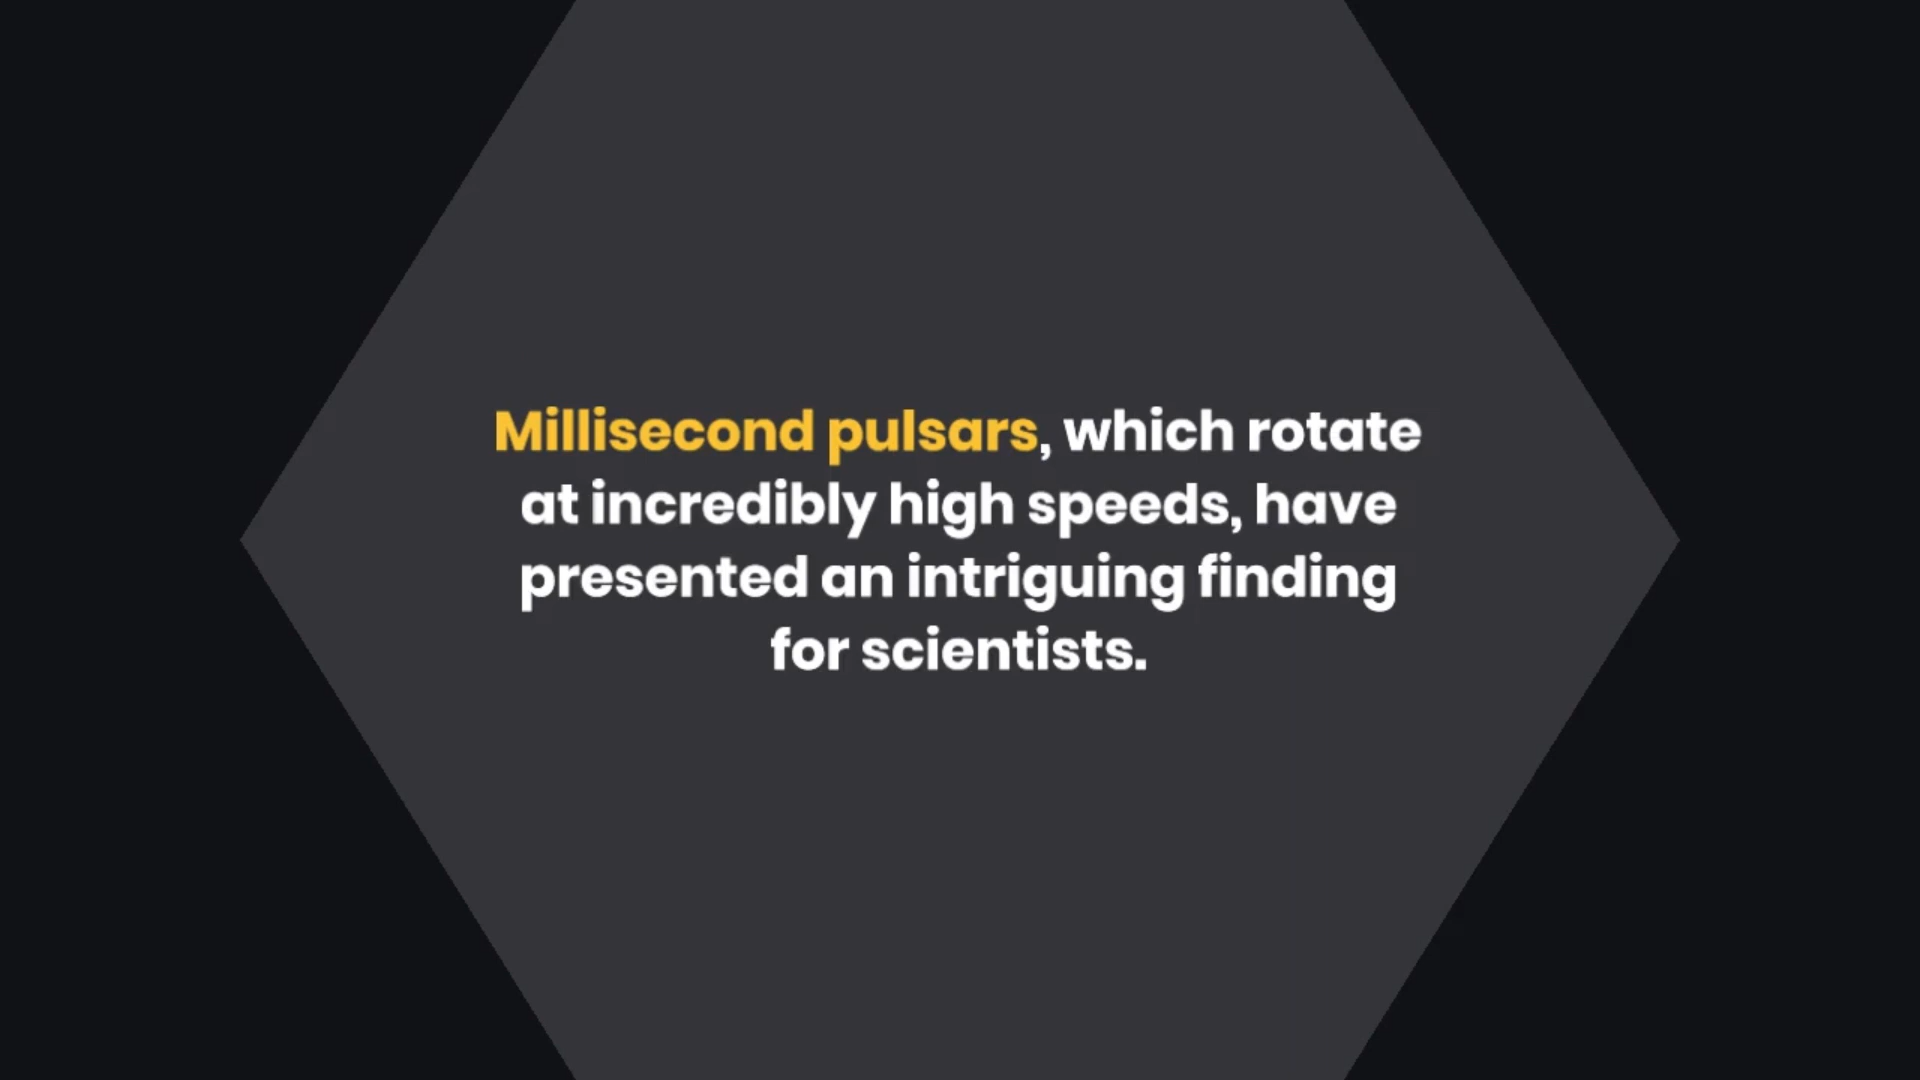 Millisecond pulsars, which rotate
at incredibly high speeds, have
presented an intriguing finding
for scientists.